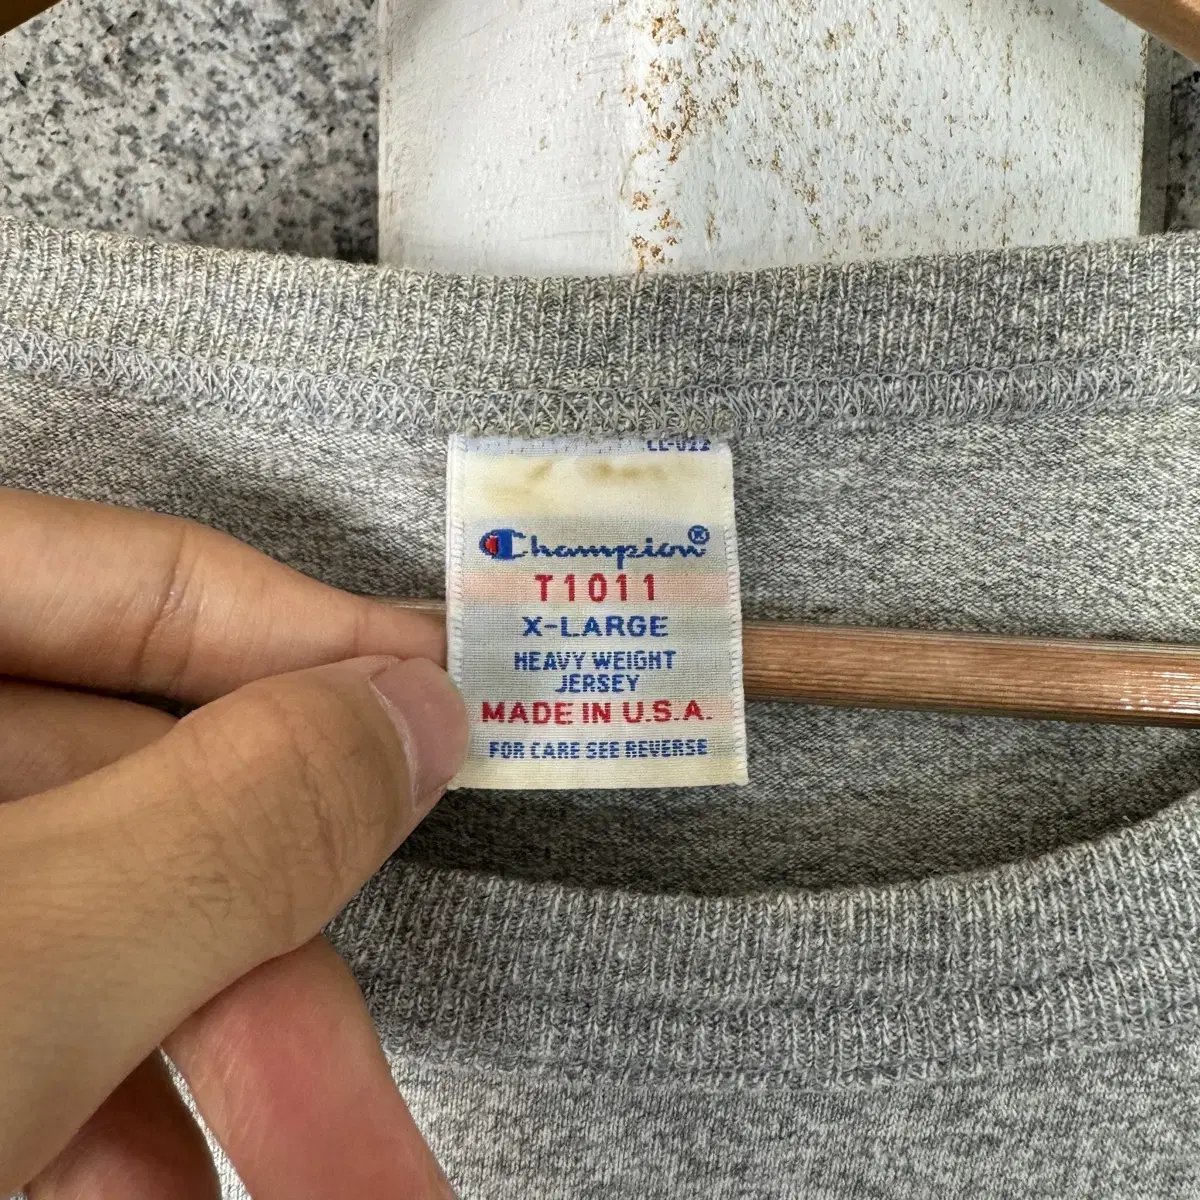 Champion®
T1011
X-LARGE
HEAVY WEIGHT
JERSEY
MADE IN U.S.A.
FOR CARE SEE REVERSE